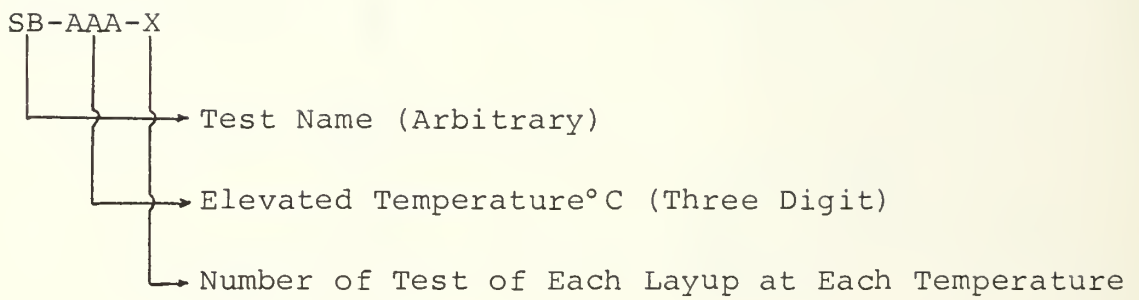 SB-AAA-X
Test Name (Arbitrary)
Elevated Temperature°C (Three Digit)
Number of Test of Each Layup at Each Temperature